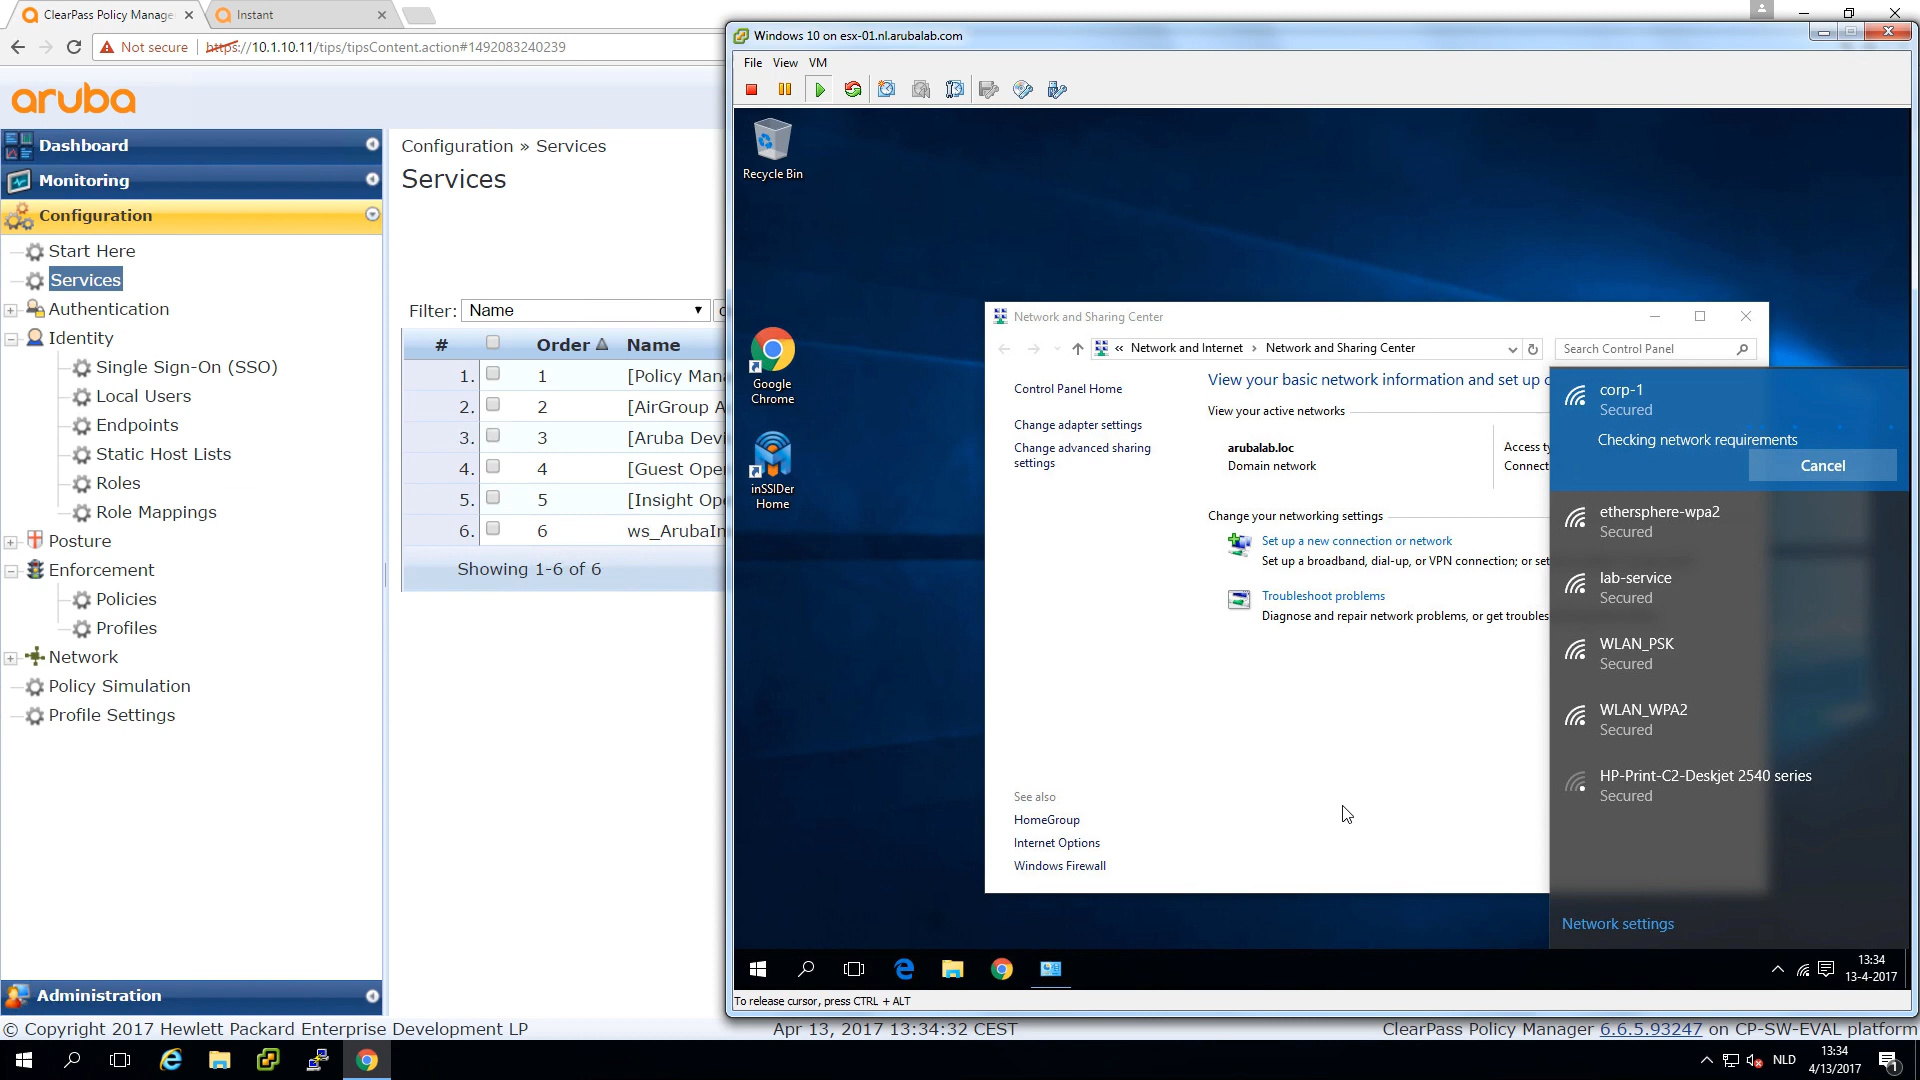 ClearPass Policy Manage
Instant
Not secure
https://10.1.10.11/tips/tipsContent.action#1492083240239
aruba
Dashboard
Monitoring
Configuration
Start Here
Services
Authentication
Identity
Single Sign-On (SSO)
Local Users
Endpoints
Static Host Lists
Roles
Role Mappings
Posture
Enforcement
Policies
Profiles
Network
Policy Simulation
Profile Settings
Administration
Configuration » Services
Services
Filter: Name
# Order Name
1. 1 [Policy Mana
2. 2 [AirGroup A
3. 3 [Aruba Devi
4. 4 [Guest Oper
5. 5 [Insight Ope
6. 6 ws_ArubaIn
Showing 1-6 of 6
Windows 10 on esx-01.nl.arubalab.com
File View VM
Recycle Bin
Google
Chrome
inSSIDer
Home
Network and Sharing Center
« Network and Internet › Network and Sharing Center
Search Control Panel
Control Panel Home
Change adapter settings
Change advanced sharing
settings
View your basic network information and set up c
View your active networks
arubalab.loc
Domain network
Access ty
Connect
Change your networking settings
Set up a new connection or network
Set up a broadband, dial-up, or VPN connection; or set
Troubleshoot problems
Diagnose and repair network problems, or get troubles
See also
HomeGroup
Internet Options
Windows Firewall
corp-1
Secured
Checking network requirements
Cancel
ethersphere-wpa2
Secured
lab-service
Secured
WLAN_PSK
Secured
WLAN_WPA2
Secured
HP-Print-C2-Deskjet 2540 series
Secured
Network settings
13:34
13-4-2017
To release cursor, press CTRL + ALT
© Copyright 2017 Hewlett Packard Enterprise Development LP
Apr 13, 2017 13:34:32 CEST
ClearPass Policy Manager 6.6.5.93247 on CP-SW-EVAL platform
NLD
13:34
4/13/2017
1